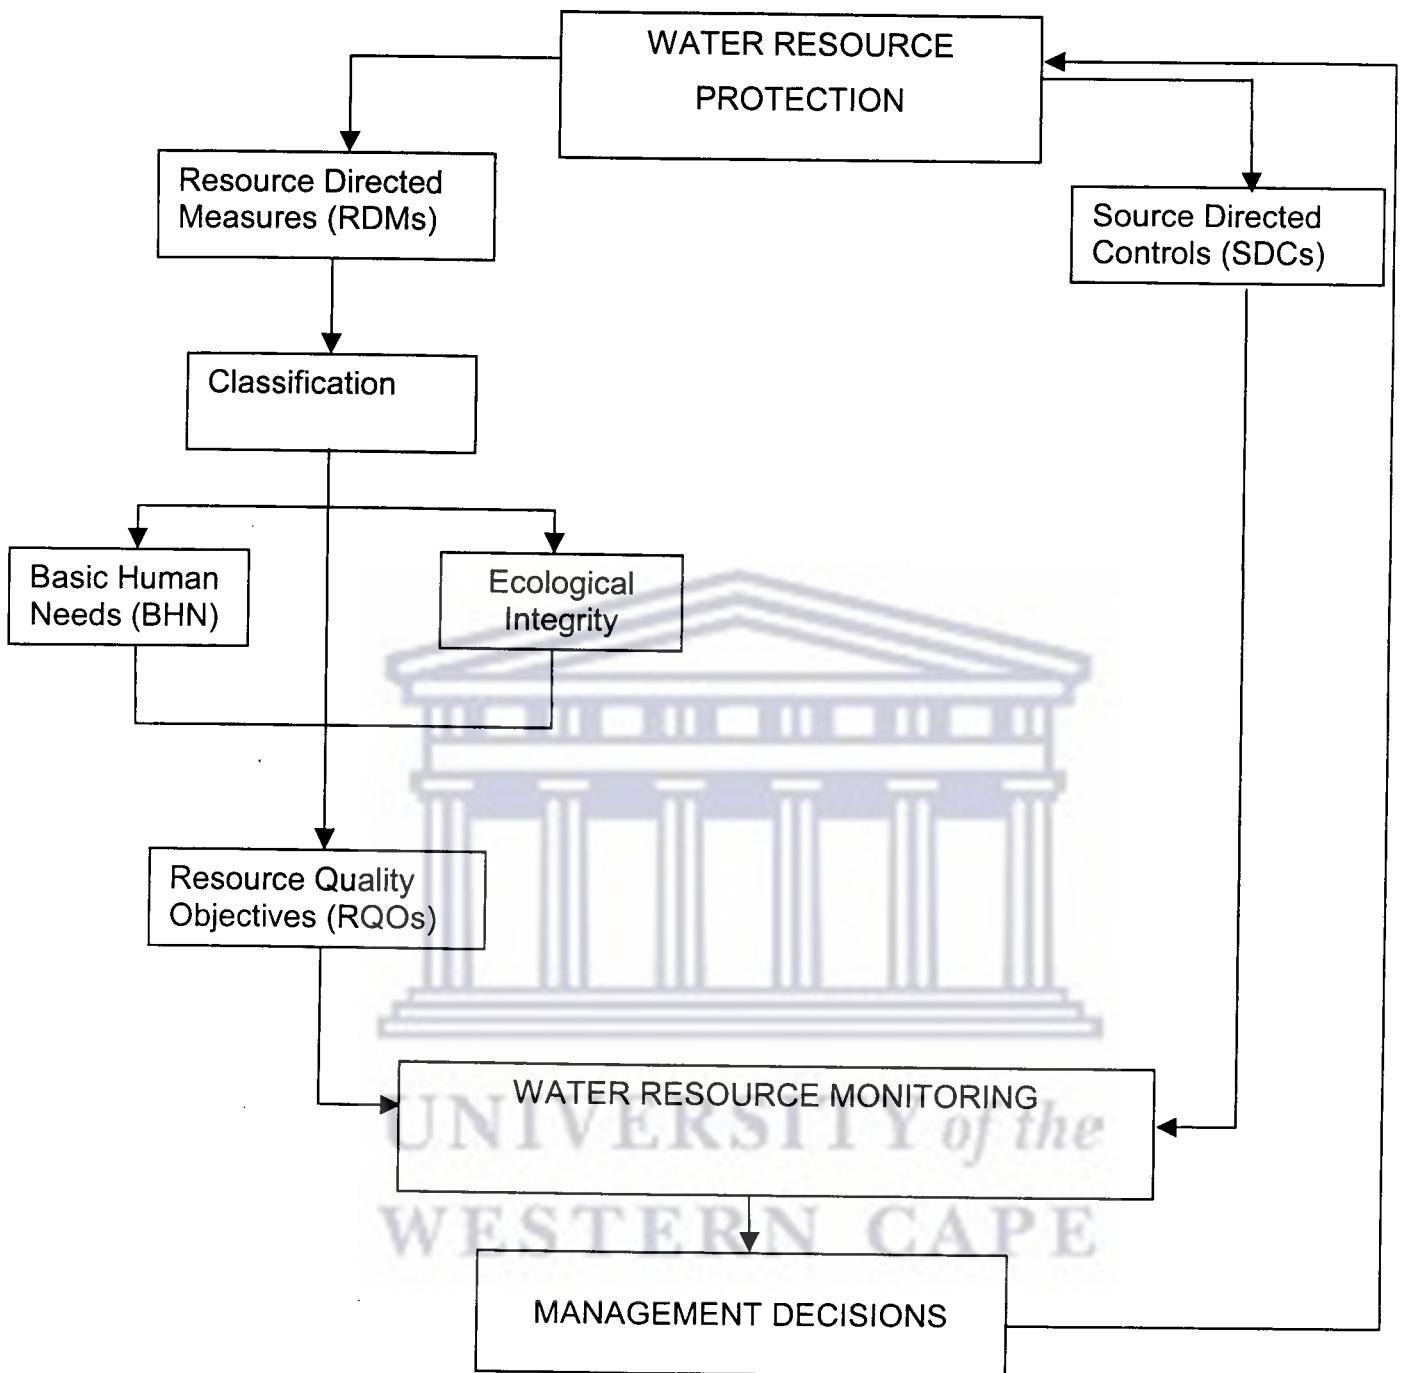 WATER RESOURCE
PROTECTION
Resource Directed
Measures (RDMs)
Source Directed
Controls (SDCs)
Classification
Basic Human
Needs (BHN)
Ecological
Integrity
Resource Quality
Objectives (RQOs)
WATER RESOURCE MONITORING
UNIVERSITY of the
WESTERN CAPE
MANAGEMENT DECISIONS